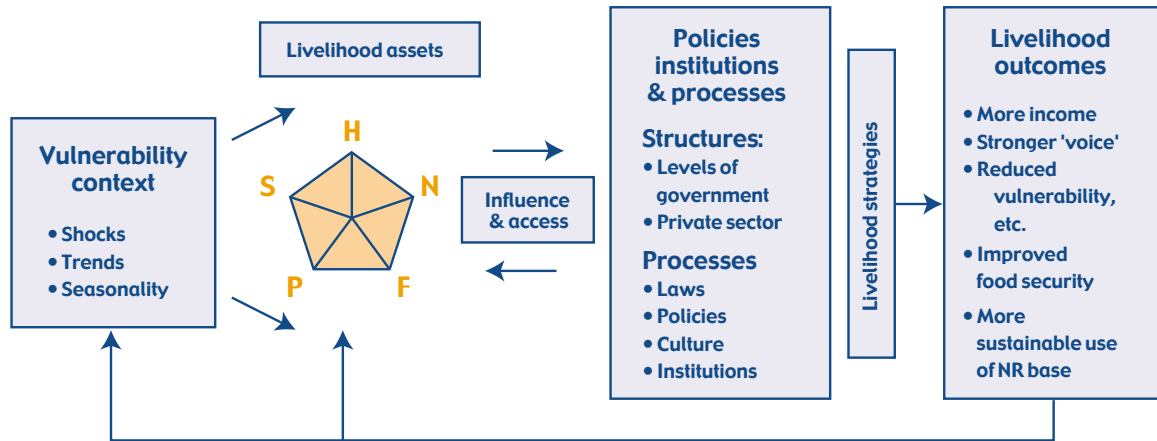 Livelihood assets
Vulnerability
context
• Shocks
• Trends
• Seasonality
H
S
N
P
F
Influence
& access
Policies
institutions
& processes
Structures:
• Levels of
government
• Private sector
Processes
• Laws
• Policies
• Culture
• Institutions
Livelihood strategies
Livelihood
outcomes
• More income
• Stronger 'voice'
• Reduced
vulnerability,
etc.
• Improved
food security
• More
sustainable use
of NR base